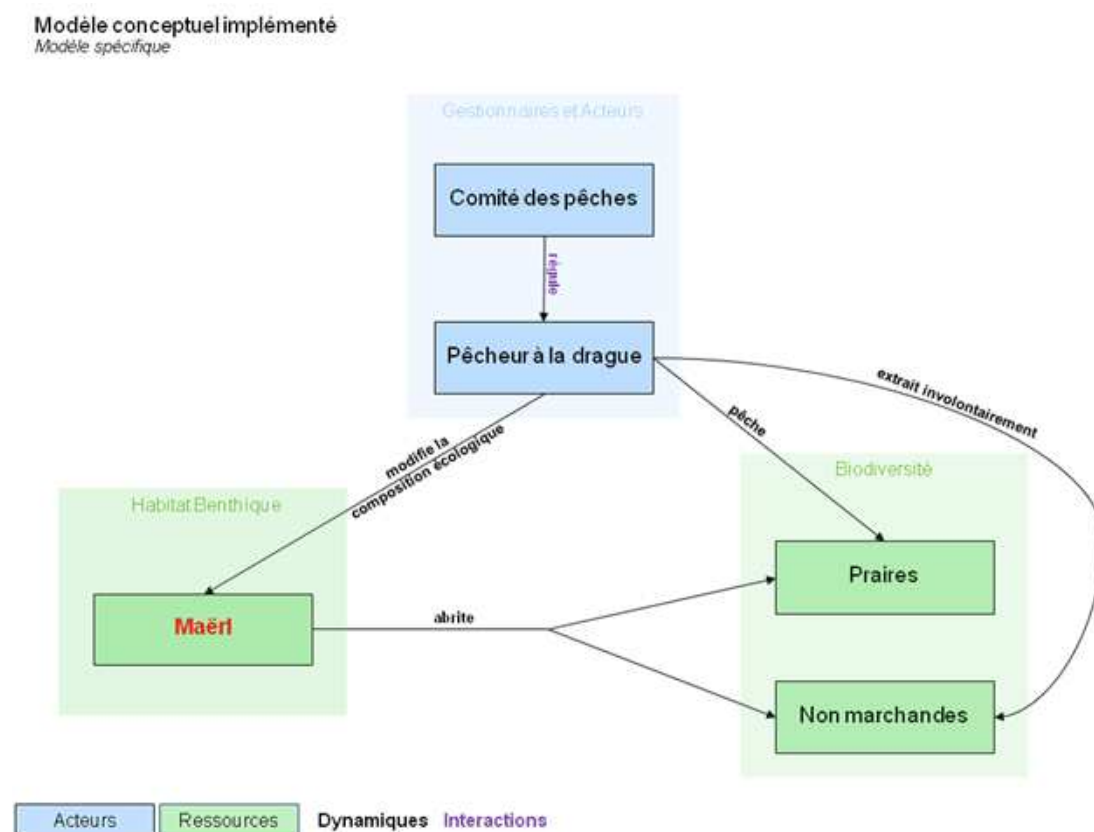 Modèle conceptuel implémenté
Modèle spécifique
Gestionnaires et Acteurs
Comité des pêches
régule
Pêcheur à la drague
extrait involontairement
pêche
modifie la
composition écologique
Biodiversité
Habitat Benthique
Praires
Maërl
abrite
Non marchandes
Acteurs
Ressources
Dynamiques
Interactions